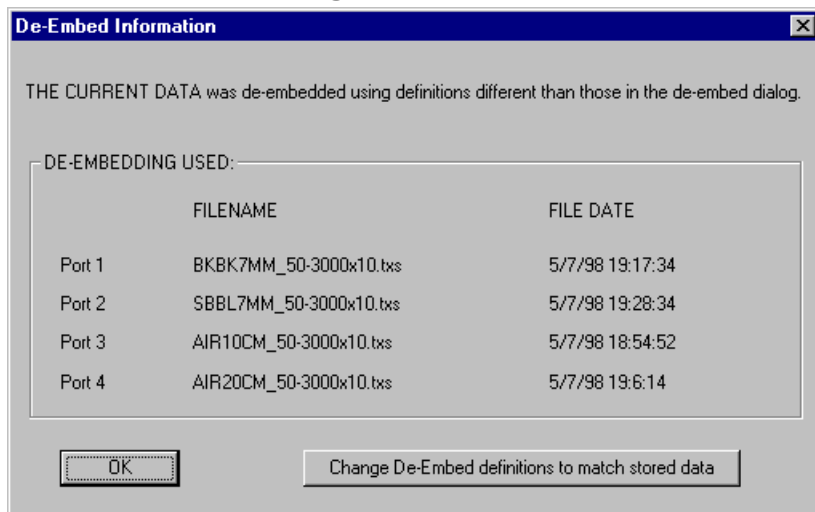 De-Embed Information
THE CURRENT DATA was de-embedded using definitions different than those in the de-embed dialog.
DE-EMBEDDING USED:
FILENAME FILE DATE
Port 1 BKBK7MM_50-3000x10.txs 5/7/98 19:17:34
Port 2 SBBL7MM_50-3000x10.txs 5/7/98 19:28:34
Port 3 AIR10CM_50-3000x10.txs 5/7/98 18:54:52
Port 4 AIR20CM_50-3000x10.txs 5/7/98 19:6:14
OK Change De-Embed definitions to match stored data